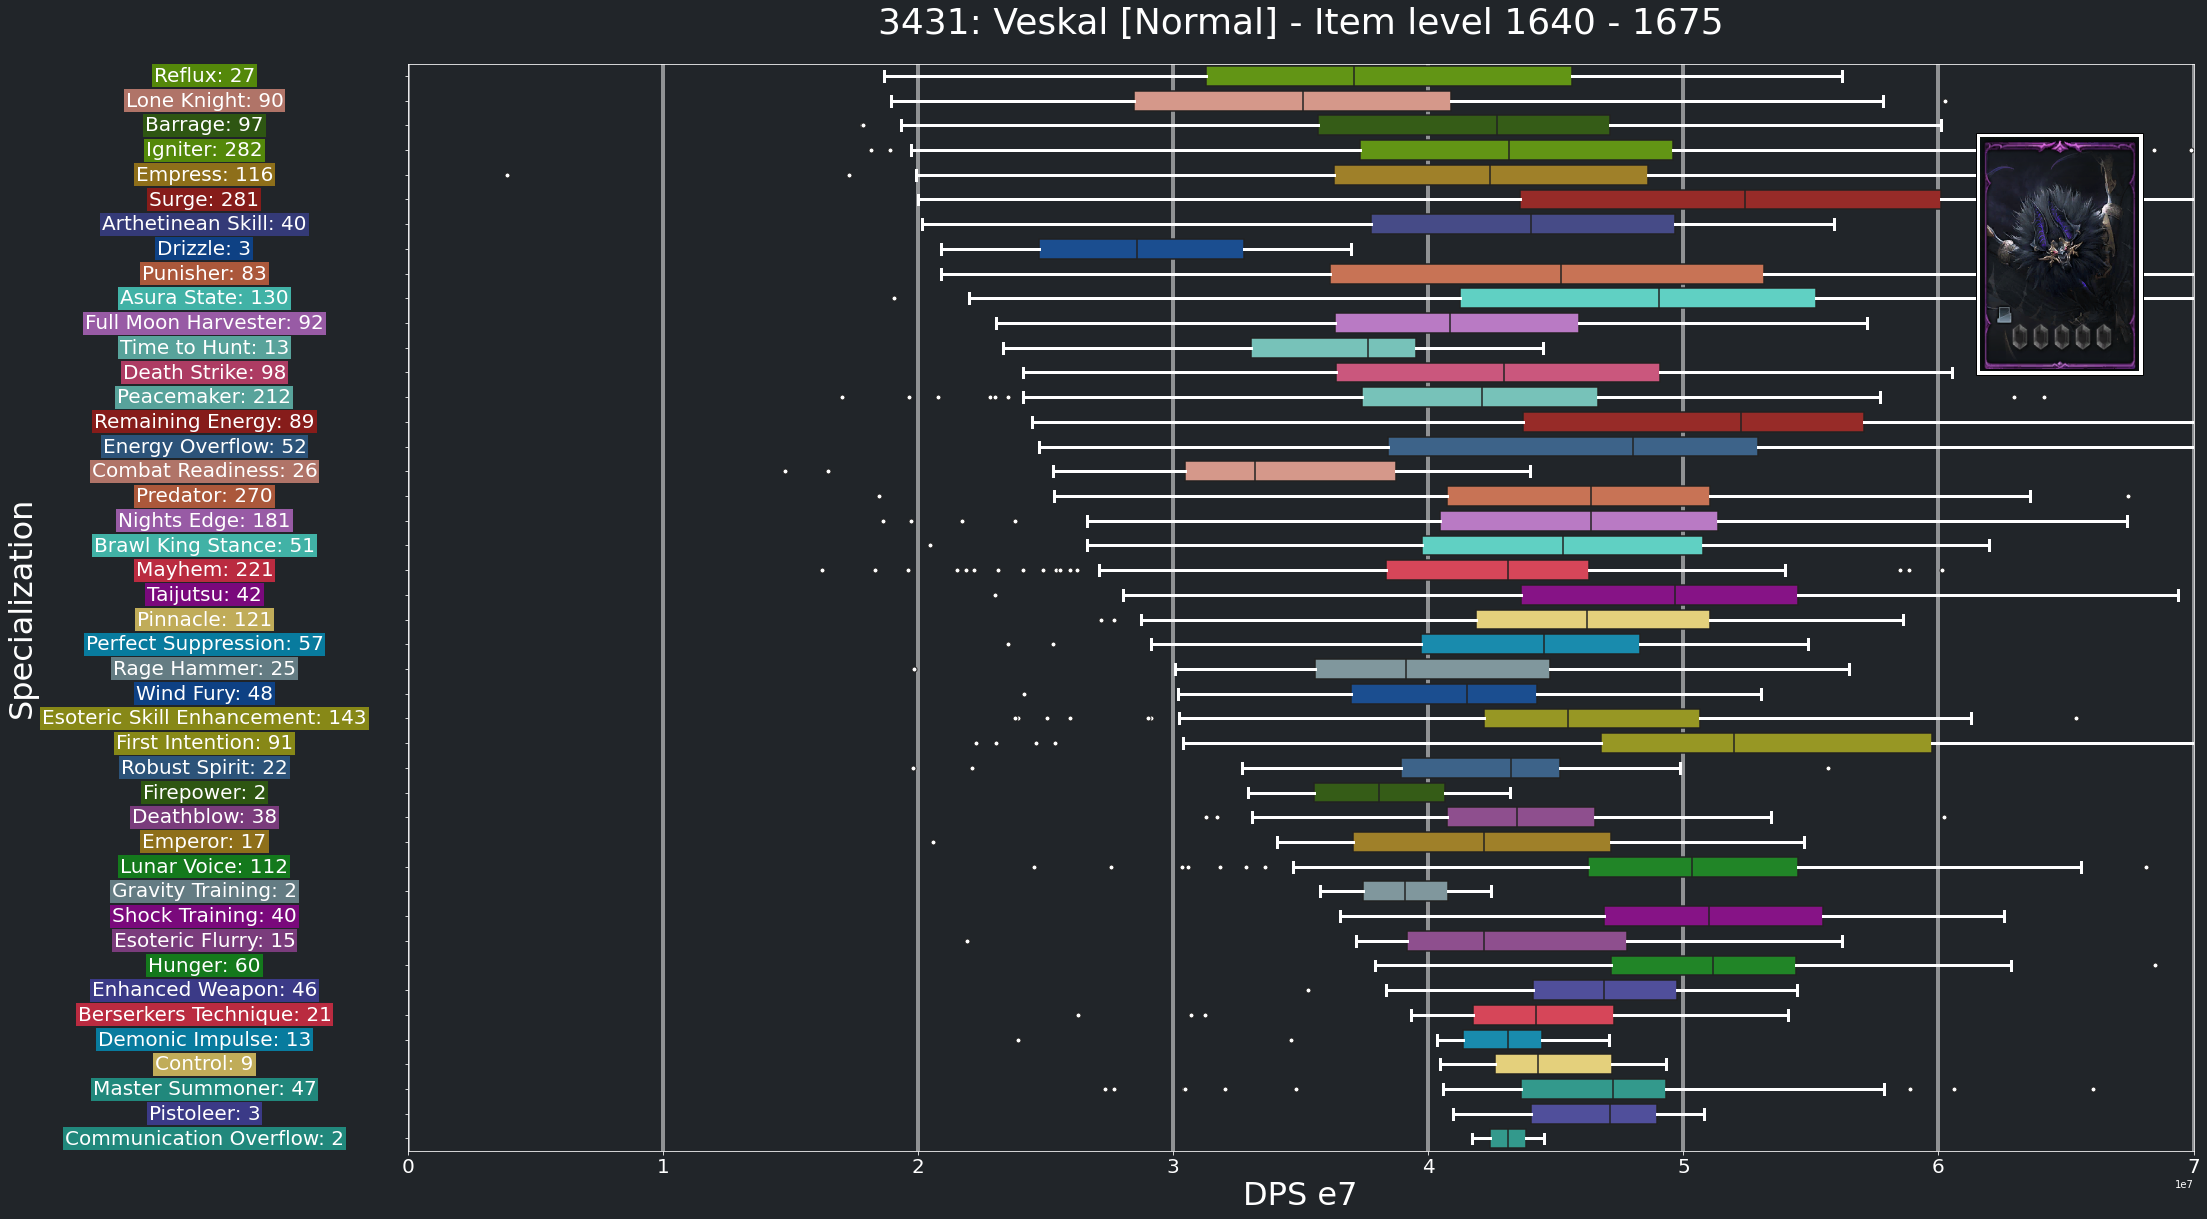 3431: Veskal [Normal] - Item level 1640 - 1675
Specialization
Reflux: 27
Lone Knight: 90
Barrage: 97
Igniter: 282
Empress: 116
Surge: 281
Arthetinean Skill: 40
Drizzle: 3
Punisher: 83
Asura State: 130
Full Moon Harvester: 92
Time to Hunt: 13
Death Strike: 98
Peacemaker: 212
Remaining Energy: 89
Energy Overflow: 52
Combat Readiness: 26
Predator: 270
Nights Edge: 181
Brawl King Stance: 51
Mayhem: 221
Taijutsu: 42
Pinnacle: 121
Perfect Suppression: 57
Rage Hammer: 25
Wind Fury: 48
Esoteric Skill Enhancement: 143
First Intention: 91
Robust Spirit: 22
Firepower: 2
Deathblow: 38
Emperor: 17
Lunar Voice: 112
Gravity Training: 2
Shock Training: 40
Esoteric Flurry: 15
Hunger: 60
Enhanced Weapon: 46
Berserkers Technique: 21
Demonic Impulse: 13
Control: 9
Master Summoner: 47
Pistoleer: 3
Communication Overflow: 2
0 1 2 3 4 5 6 7
DPS e7
1e7